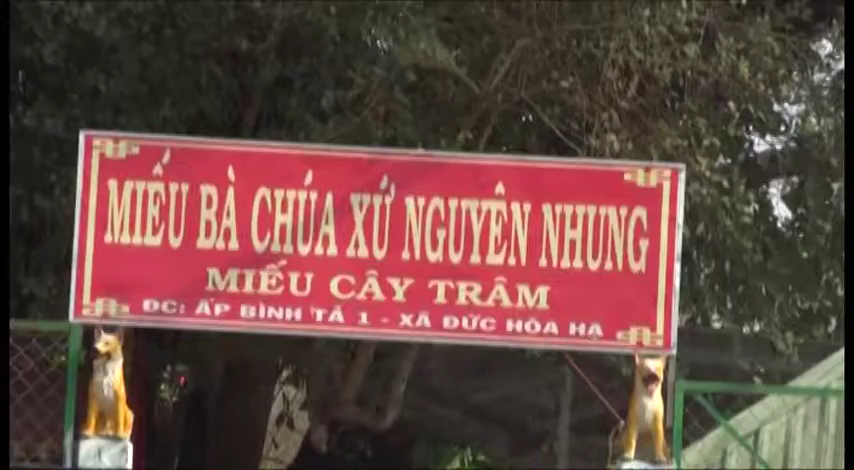 MIẾU BÀ CHÚA XỨ NGUYÊN NHUNG
MIẾU CÂY TRÂM
ĐC: ẤP BÌNH TẢ 1 - XÃ ĐỨC HÒA HẠ